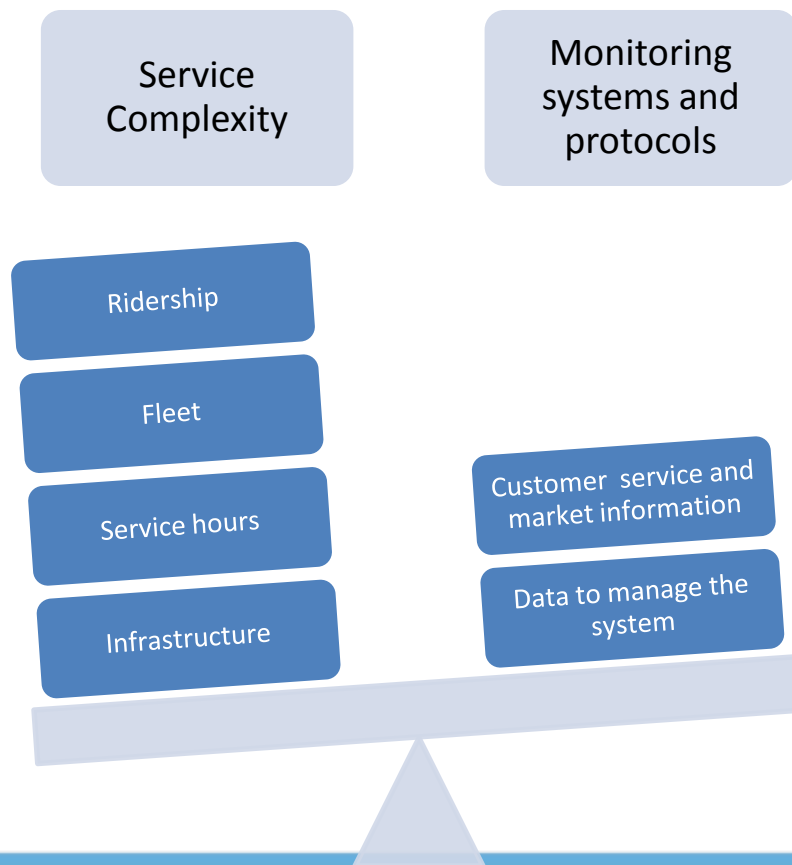 Service
Complexity
Monitoring
systems and
protocols
Ridership
Fleet
Service hours
Infrastructure
Customer  service and
market information
Data to manage the
system